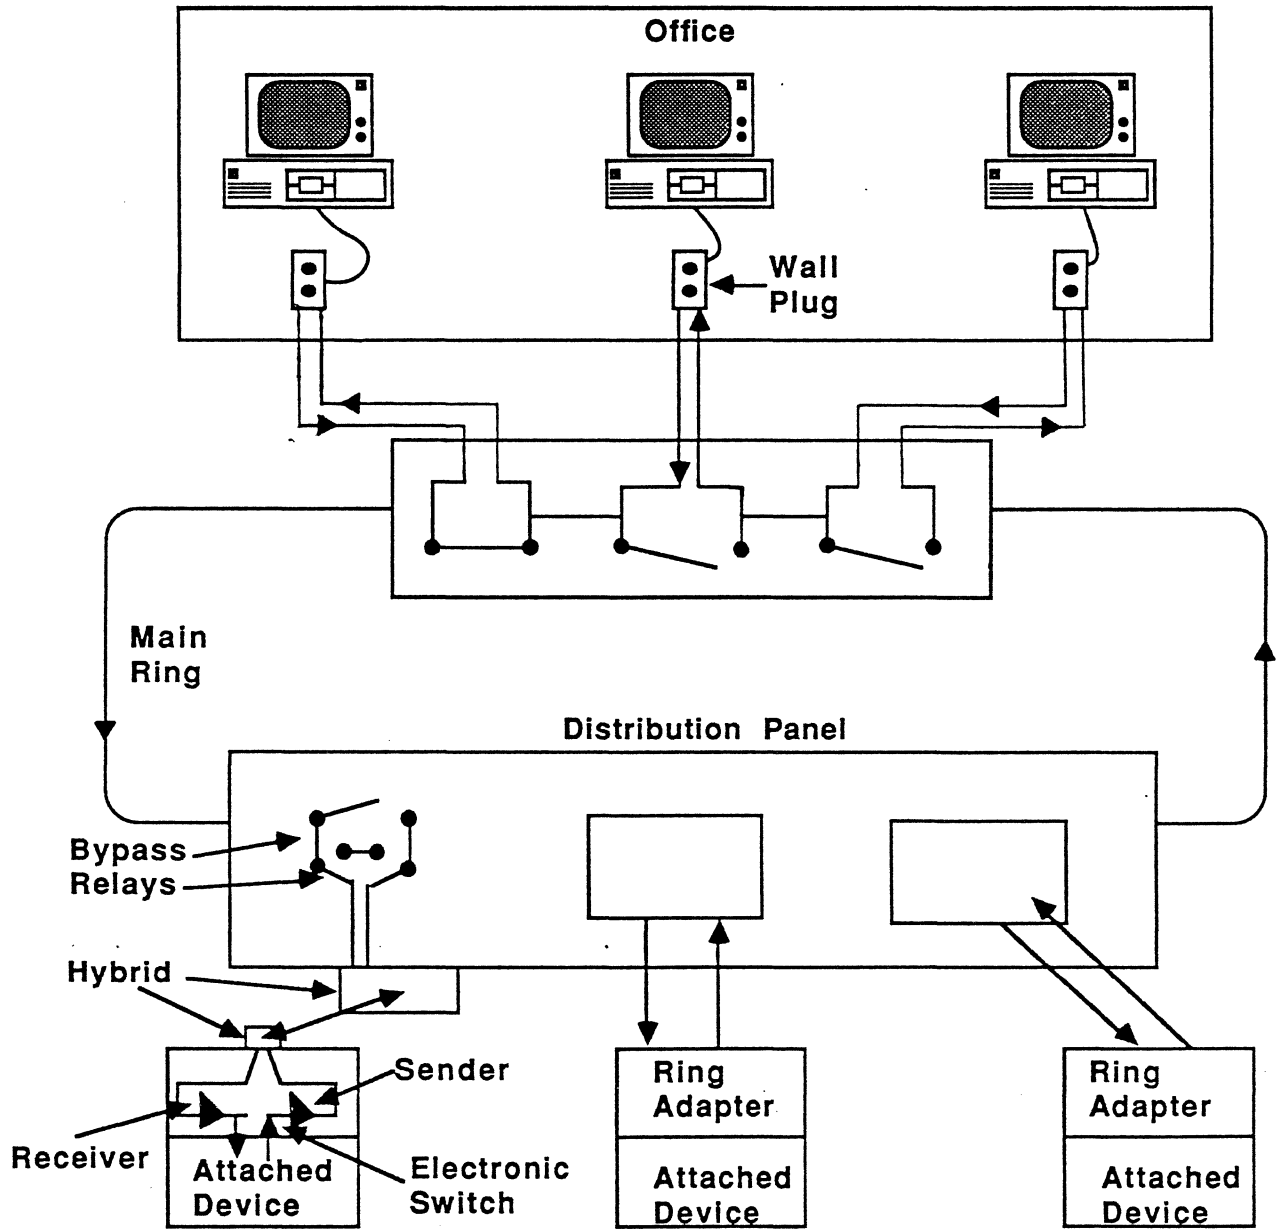 Office
Wall
Plug
Main
Ring
Distribution Panel
Bypass
Relays
Hybrid
Sender
Receiver
Attached
Device
Electronic
Switch
Ring
Adapter
Attached
Device
Ring
Adapter
Attached
Device